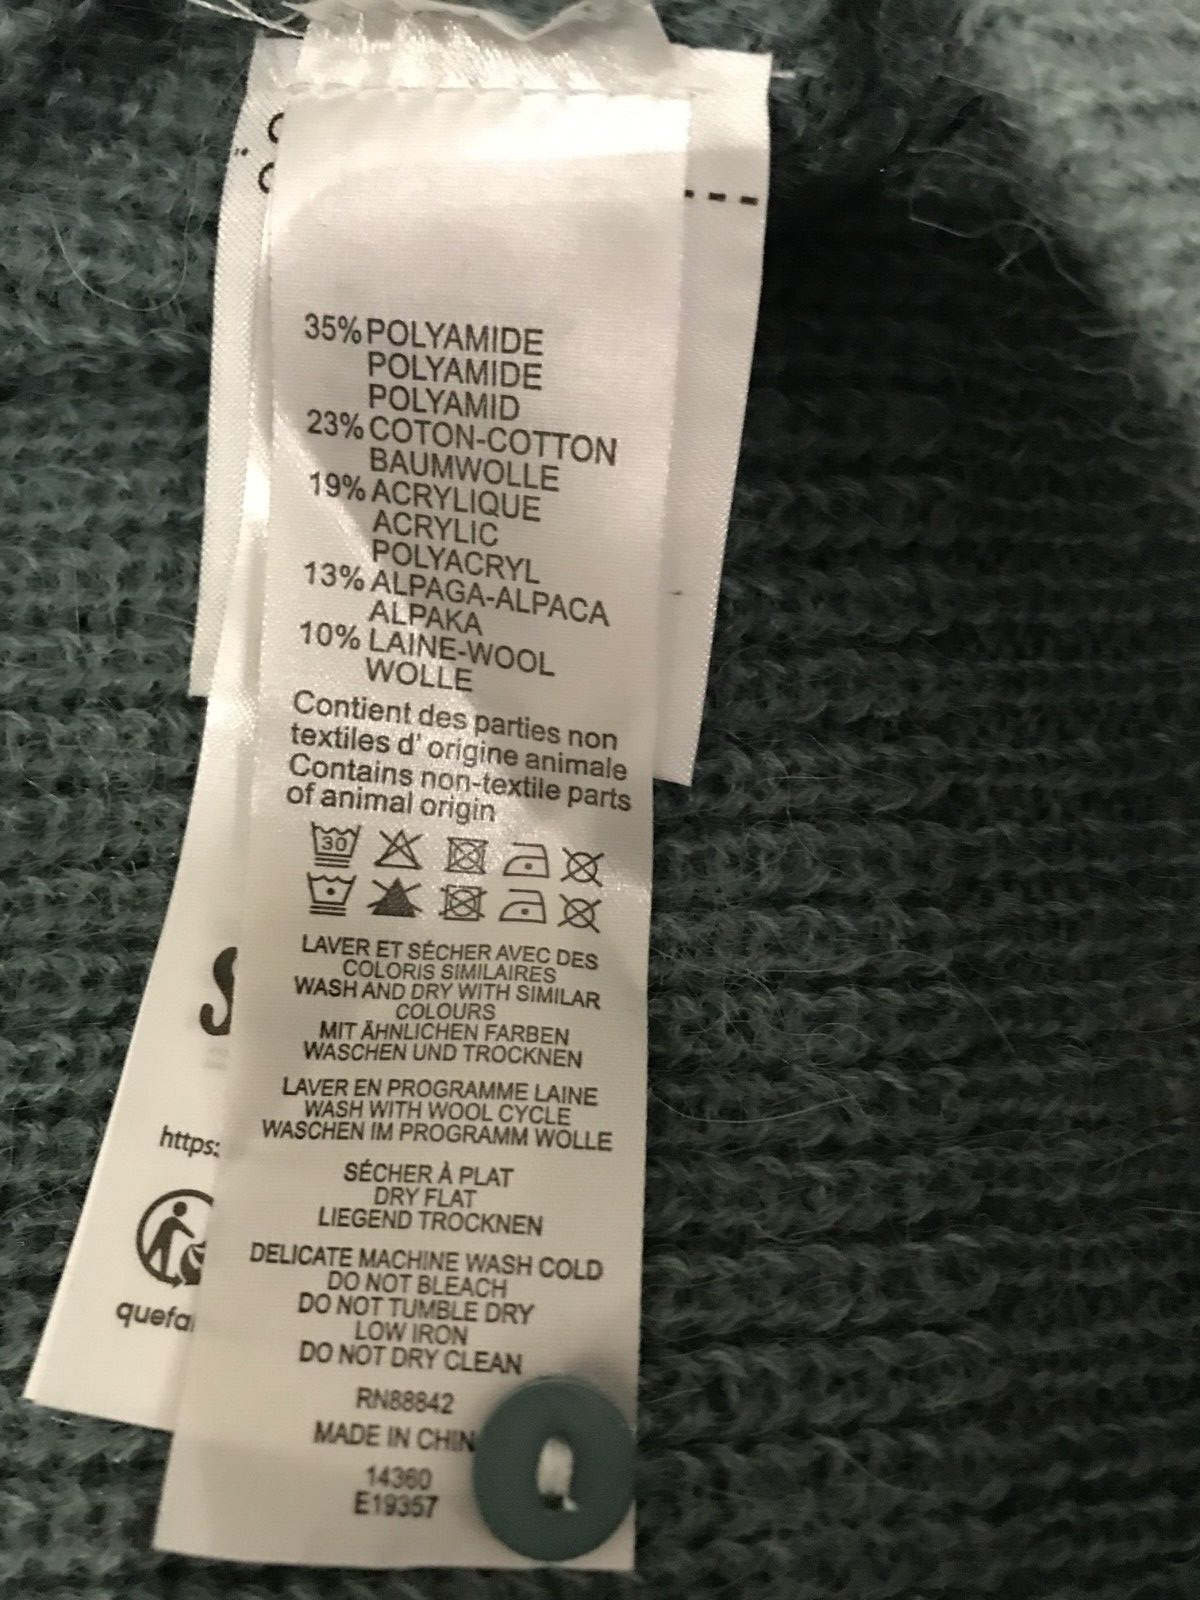 35% POLYAMIDE
POLYAMIDE
POLYAMID
23% COTON-COTTON
BAUMWOLLE
19% ACRYLIQUE
ACRYLIC
POLYACRYL
13% ALPAGA-ALPACA
ALPAKA
10% LAINE-WOOL
WOLLE
Contient des parties non
textiles d' origine animale
Contains non-textile parts
of animal origin
30
LAVER ET SÉCHER AVEC DES
COLORIS SIMILAIRES
WASH AND DRY WITH SIMILAR
COLOURS
MIT ÄHNLICHEN FARBEN
WASCHEN UND TROCKNEN
LAVER EN PROGRAMME LAINE
WASH WITH WOOL CYCLE
WASCHEN IM PROGRAMM WOLLE
SÉCHER À PLAT
DRY FLAT
LIEGEND TROCKNEN
DELICATE MACHINE WASH COLD
DO NOT BLEACH
DO NOT TUMBLE DRY
LOW IRON
DO NOT DRY CLEAN
RN88842
MADE IN CHIN
14360
E19357
https:
quefai